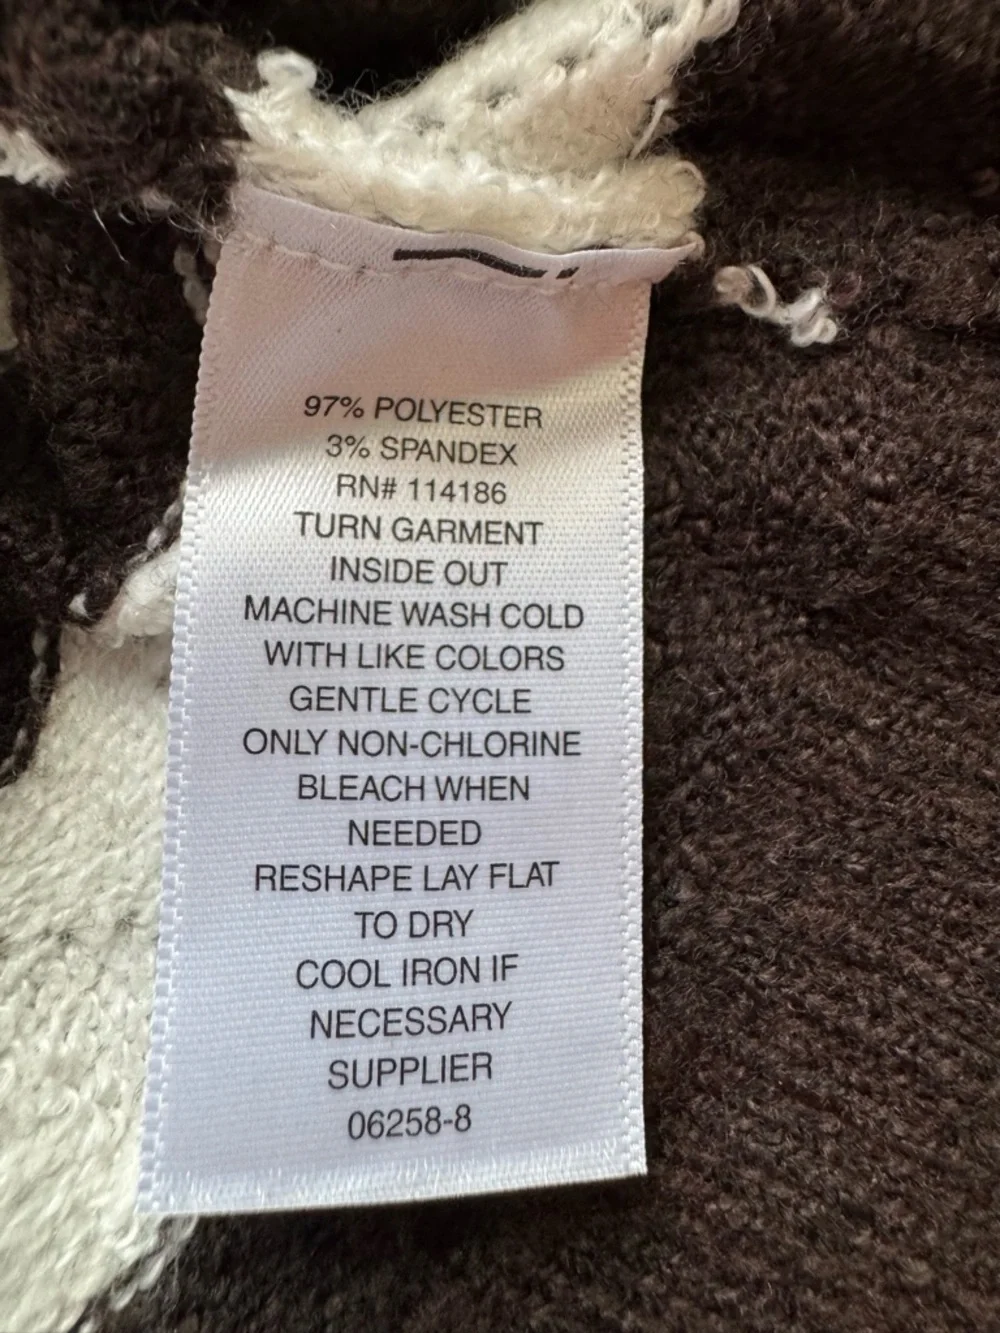 97% POLYESTER
3% SPANDEX
RN# 114186
TURN GARMENT
INSIDE OUT
MACHINE WASH COLD
WITH LIKE COLORS
GENTLE CYCLE
ONLY NON-CHLORINE
BLEACH WHEN
NEEDED
RESHAPE LAY FLAT
TO DRY
COOL IRON IF
NECESSARY
SUPPLIER
06258-8